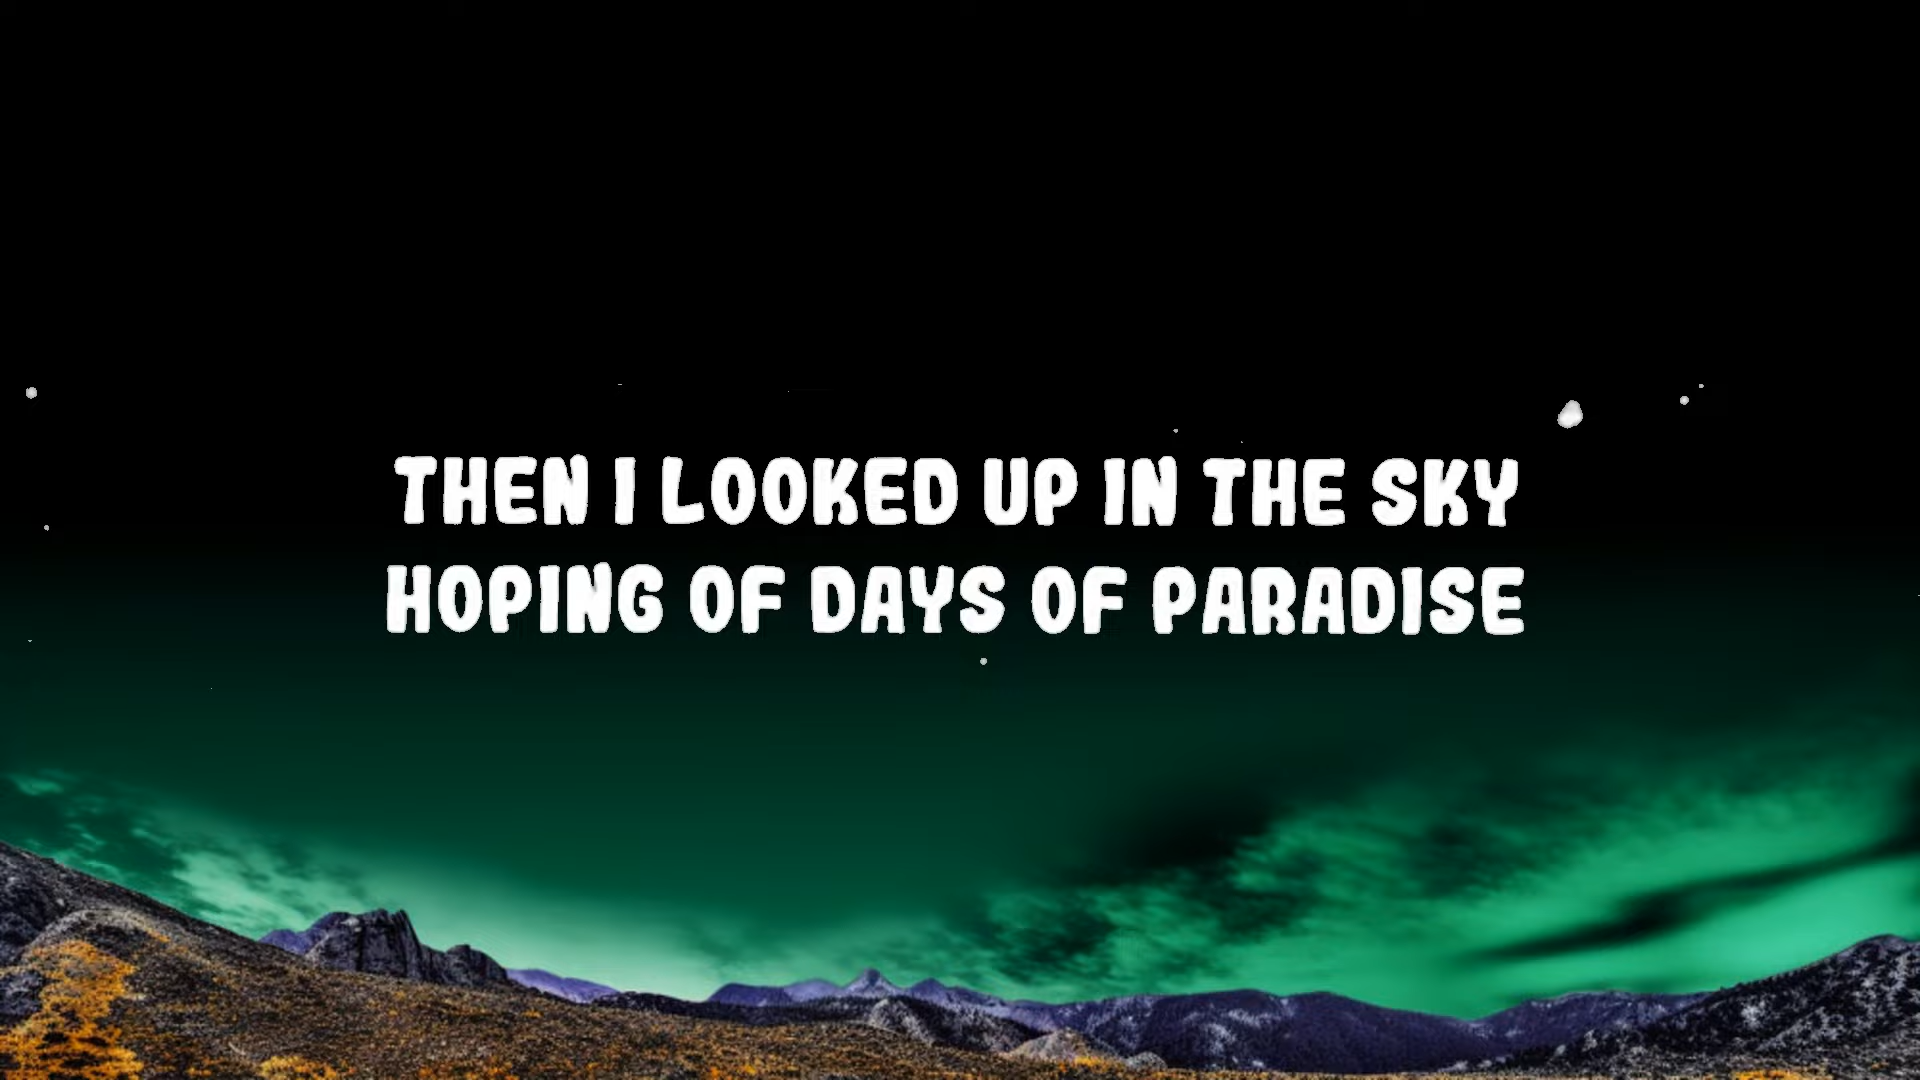 THEN I LOOKED UP IN THE SKY
HOPING OF DAYS OF PARADISE